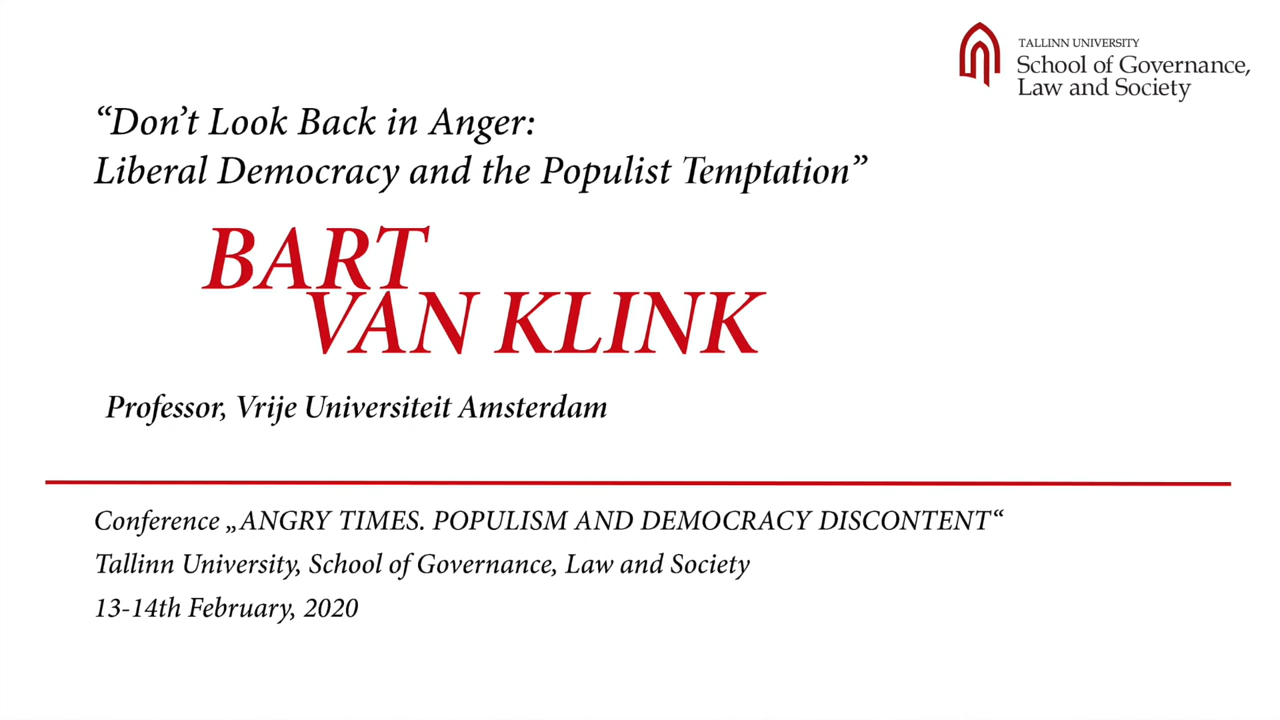 TALLINN UNIVERSITY
School of Governance,
Law and Society
“Don’t Look Back in Anger:
Liberal Democracy and the Populist Temptation”
BART
VAN KLINK
Professor, Vrije Universiteit Amsterdam
Conference „ANGRY TIMES. POPULISM AND DEMOCRACY DISCONTENT“
Tallinn University, School of Governance, Law and Society
13-14th February, 2020